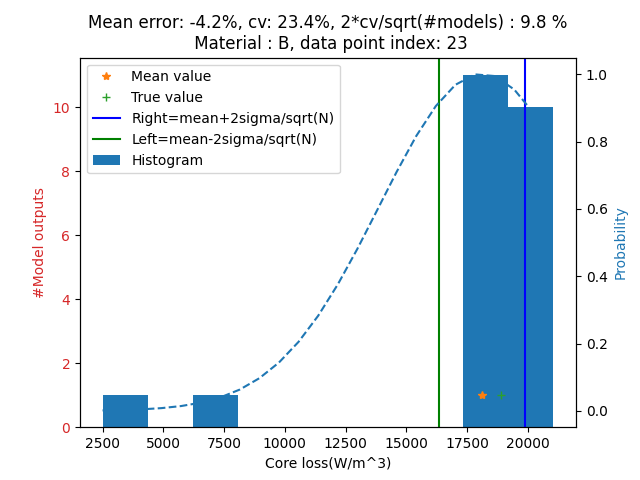 Mean error: -4.2%, cv: 23.4%, 2*cv/sqrt(#models) : 9.8 %
Material : B, data point index: 23
Mean value
True value
Right=mean+2sigma/sqrt(N)
Left=mean-2sigma/sqrt(N)
Histogram
#Model outputs
10
8
6
4
2
0
1.0
0.8
0.6
0.4
0.2
0.0
Probability
2500 5000 7500 10000 12500 15000 17500 20000
Core loss(W/m^3)